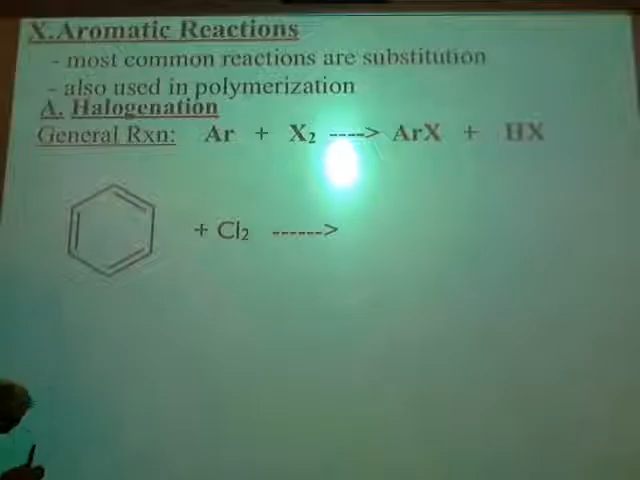 X.Aromatic Reactions
- most common reactions are substitution
- also used in polymerization
A. Halogenation
General Rxn: Ar + X₂ ----> ArX + HX
+ Cl₂ ------>